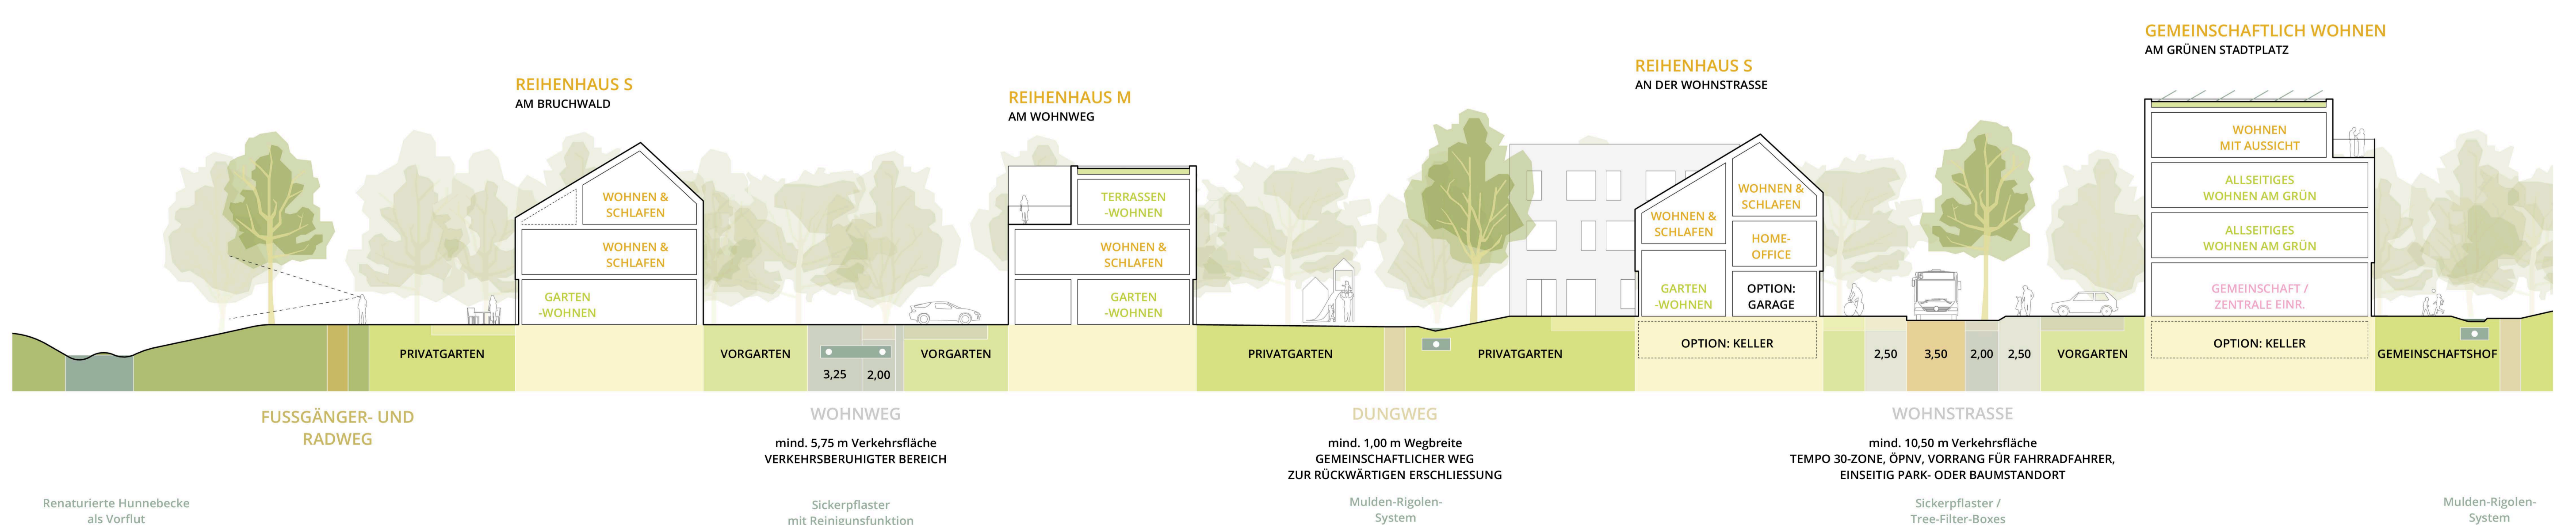 GEMEINSCHAFTLICH WOHNEN
AM GRÜNEN STADTPLATZ
REIHENHAUS S
AN DER WOHNSTRASSE
REIHENHAUS S
AM BRUCHWALD
REIHENHAUS M
AM WOHNWEG
WOHNEN &
SCHLAFEN
WOHNEN &
SCHLAFEN
GARTEN
-WOHNEN
TERRASSEN
-WOHNEN
WOHNEN &
SCHLAFEN
GARTEN
-WOHNEN
WOHNEN &
SCHLAFEN
WOHNEN &
SCHLAFEN
HOME-
OFFICE
GARTEN
-WOHNEN
OPTION:
GARAGE
OPTION: KELLER
WOHNEN
MIT AUSSICHT
ALLSEITIGES
WOHNEN AM GRÜN
ALLSEITIGES
WOHNEN AM GRÜN
GEMEINSCHAFT /
ZENTRALE EINR.
OPTION: KELLER
PRIVATGARTEN
VORGARTEN
3,25
2,00
VORGARTEN
PRIVATGARTEN
PRIVATGARTEN
2,50
3,50
2,00
2,50
VORGARTEN
GEMEINSCHAFTSHOF
FUSSGÄNGER- UND
RADWEG
WOHNWEG
mind. 5,75 m Verkehrsfläche
VERKEHRSBERUHIGTER BEREICH
DUNGWEG
mind. 1,00 m Wegbreite
GEMEINSCHAFTLICHER WEG
ZUR RÜCKWÄRTIGEN ERSCHLIESSUNG
WOHNSTRASSE
mind. 10,50 m Verkehrsfläche
TEMPO 30-ZONE, ÖPNV, VORRANG FÜR FAHRRADFAHRER,
EINSEITIG PARK- ODER BAUMSTANDORT
Renaturierte Hunnebecke
als Vorflut
Sickerpflaster
mit Reinigunsfunktion
Mulden-Rigolen-
System
Sickerpflaster /
Tree-Filter-Boxes
Mulden-Rigolen-
System